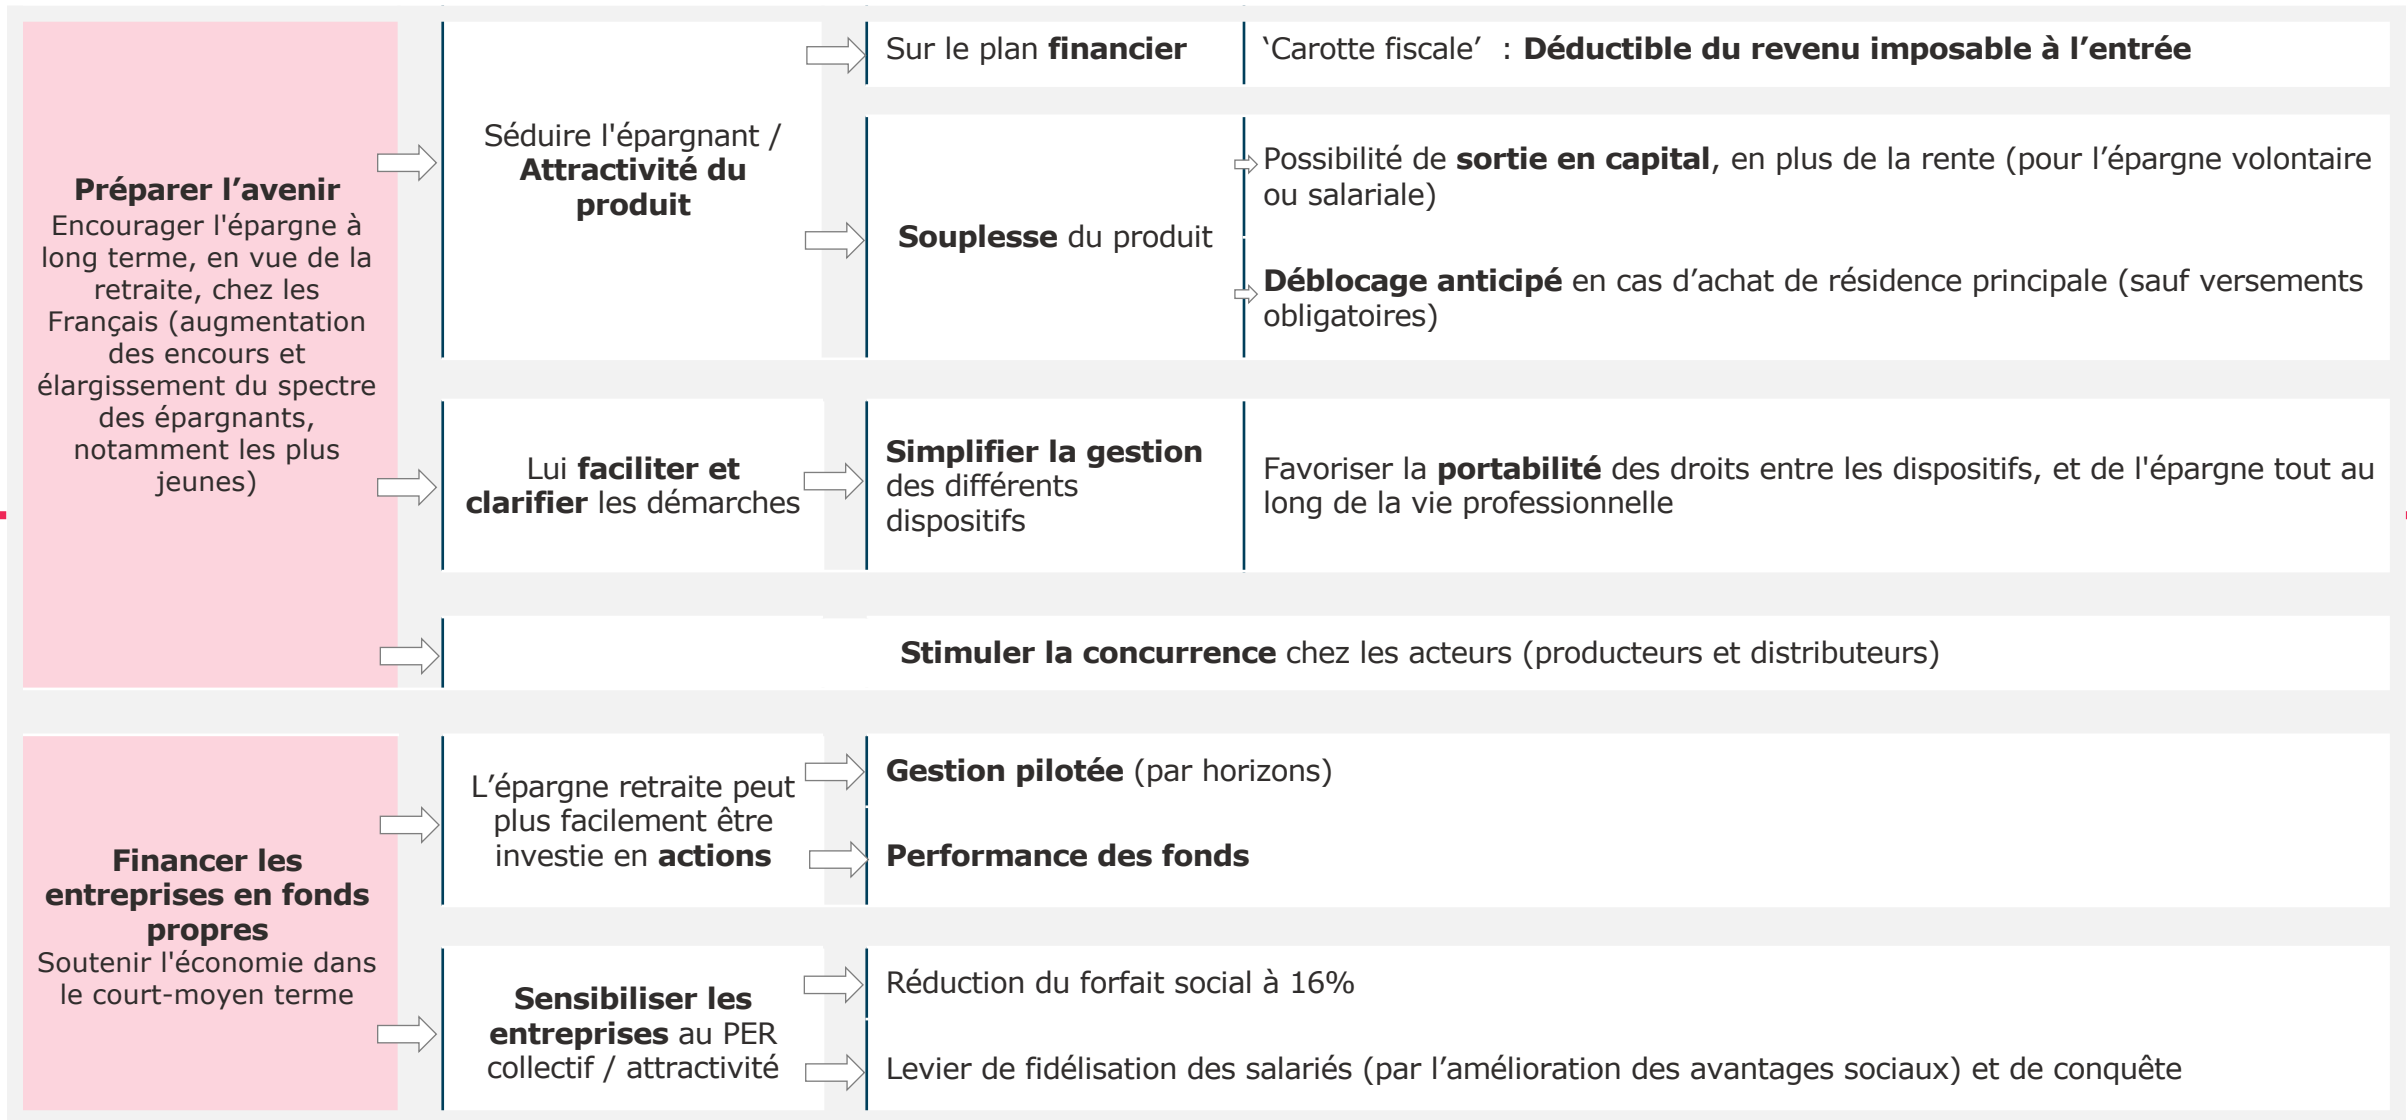 Préparer l’avenir
Encourager l'épargne à
long terme, en vue de la
retraite, chez les
Français (augmentation
des encours et
élargissement du spectre
des épargnants,
notamment les plus
jeunes)
Séduire l'épargnant /
Attractivité du
produit
Sur le plan financier
‘Carotte fiscale’ : Déductible du revenu imposable à l’entrée
Souplesse du produit
Possibilité de sortie en capital, en plus de la rente (pour l’épargne volontaire
ou salariale)
Déblocage anticipé en cas d’achat de résidence principale (sauf versements
obligatoires)
Lui faciliter et
clarifier les démarches
Simplifier la gestion
des différents
dispositifs
Favoriser la portabilité des droits entre les dispositifs, et de l'épargne tout au
long de la vie professionnelle
Stimuler la concurrence chez les acteurs (producteurs et distributeurs)
Financer les
entreprises en fonds
propres
Soutenir l'économie dans
le court-moyen terme
L’épargne retraite peut
plus facilement être
investie en actions
Gestion pilotée (par horizons)
Performance des fonds
Sensibiliser les
entreprises au PER
collectif / attractivité
Réduction du forfait social à 16%
Levier de fidélisation des salariés (par l’amélioration des avantages sociaux) et de conquête